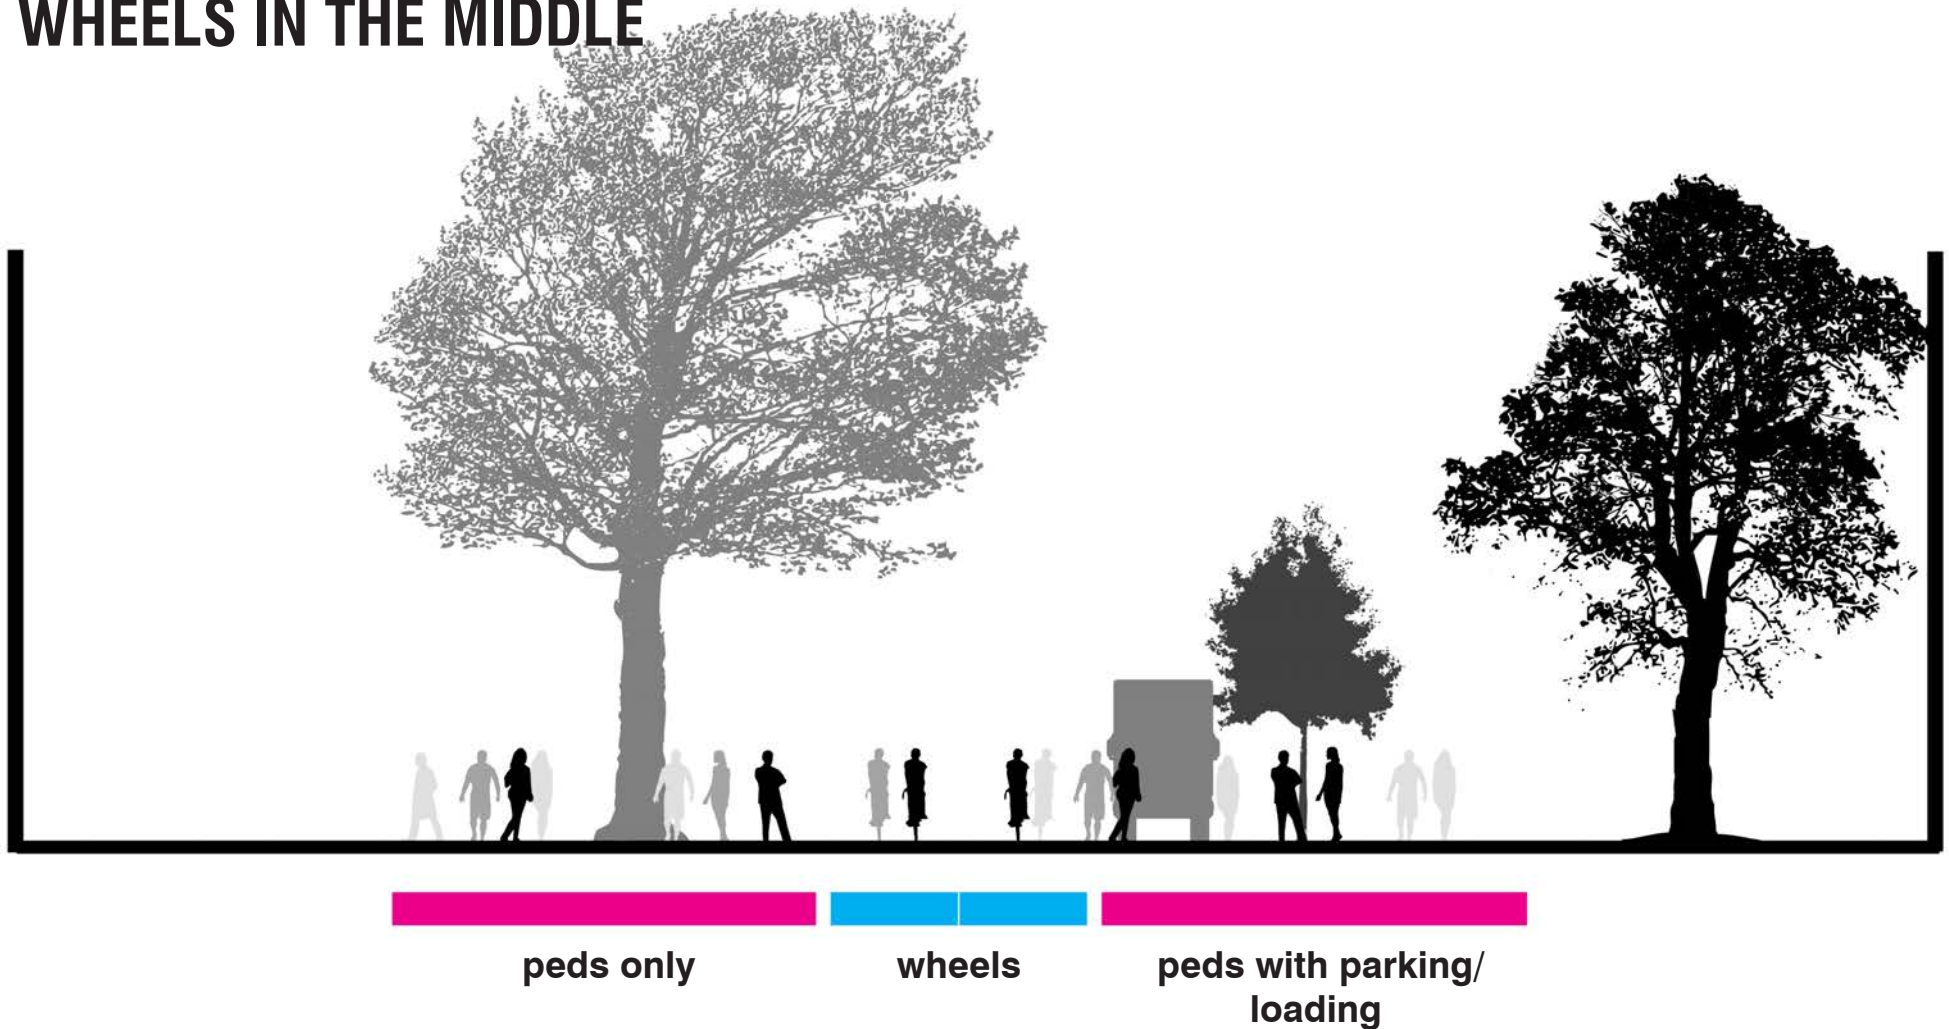 WHEELS IN THE MIDDLE
peds only
wheels
peds with parking/
loading